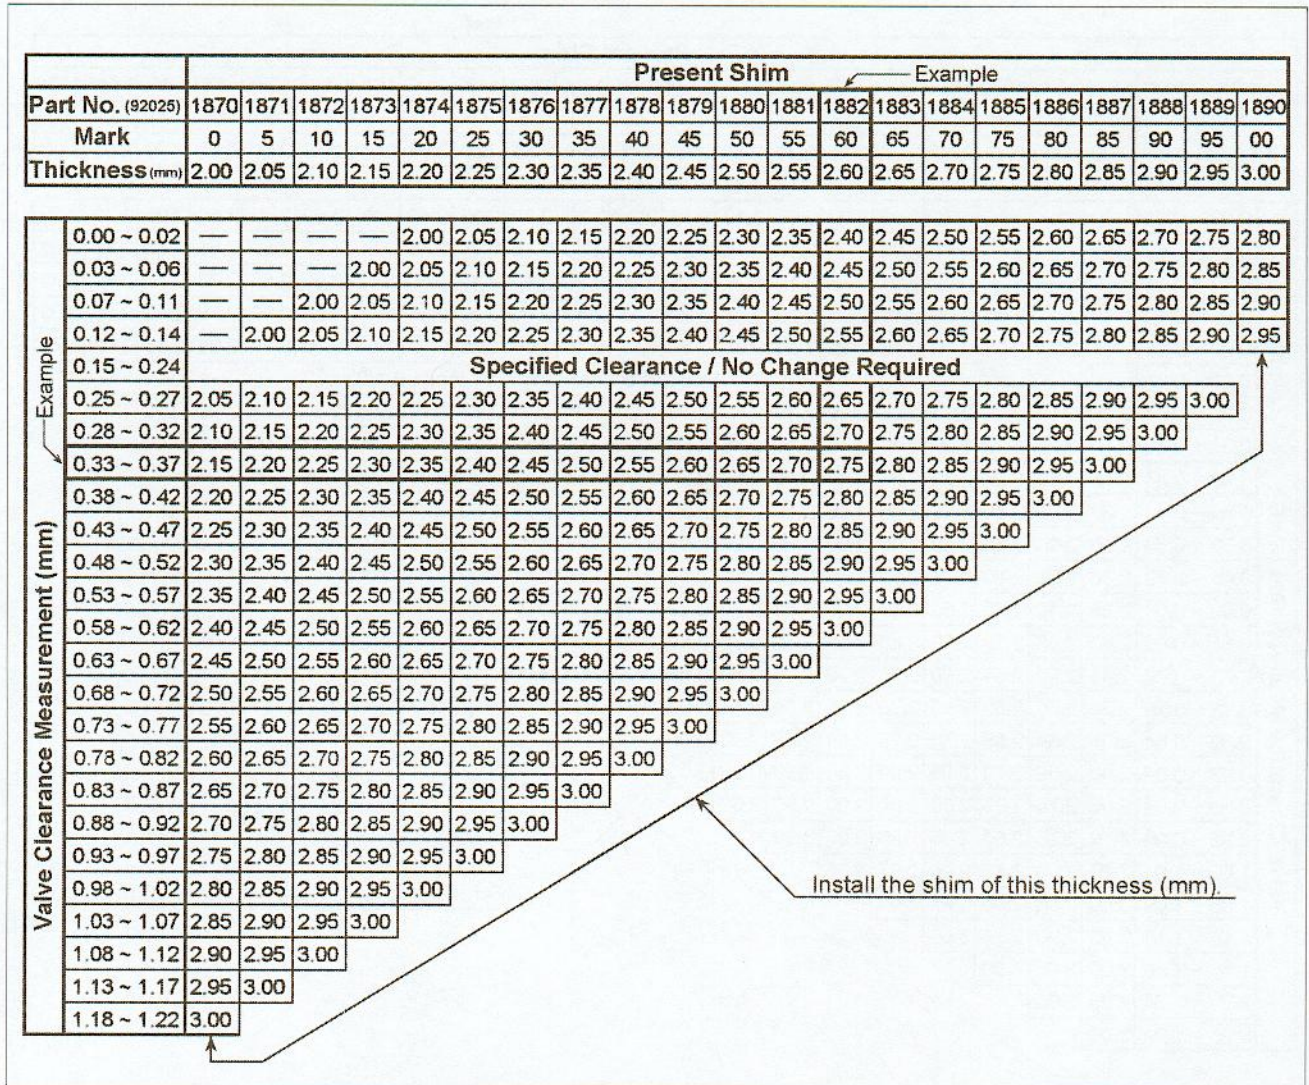 Present Shim Example
Part No. (92025) 1870 1871 1872 1873 1874 1875 1876 1877 1878 1879 1880 1881 1882 1883 1884 1885 1886 1887 1888 1889 1890
Mark 0 5 10 15 20 25 30 35 40 45 50 55 60 65 70 75 80 85 90 95 00
Thickness (mm) 2.00 2.05 2.10 2.15 2.20 2.25 2.30 2.35 2.40 2.45 2.50 2.55 2.60 2.65 2.70 2.75 2.80 2.85 2.90 2.95 3.00
Valve Clearance Measurement (mm)
Example
0.00 ~ 0.02 — — — — 2.00 2.05 2.10 2.15 2.20 2.25 2.30 2.35 2.40 2.45 2.50 2.55 2.60 2.65 2.70 2.75 2.80
0.03 ~ 0.06 — — — 2.00 2.05 2.10 2.15 2.20 2.25 2.30 2.35 2.40 2.45 2.50 2.55 2.60 2.65 2.70 2.75 2.80 2.85
0.07 ~ 0.11 — — 2.00 2.05 2.10 2.15 2.20 2.25 2.30 2.35 2.40 2.45 2.50 2.55 2.60 2.65 2.70 2.75 2.80 2.85 2.90
0.12 ~ 0.14 — 2.00 2.05 2.10 2.15 2.20 2.25 2.30 2.35 2.40 2.45 2.50 2.55 2.60 2.65 2.70 2.75 2.80 2.85 2.90 2.95
0.15 ~ 0.24 Specified Clearance / No Change Required
0.25 ~ 0.27 2.05 2.10 2.15 2.20 2.25 2.30 2.35 2.40 2.45 2.50 2.55 2.60 2.65 2.70 2.75 2.80 2.85 2.90 2.95 3.00
0.28 ~ 0.32 2.10 2.15 2.20 2.25 2.30 2.35 2.40 2.45 2.50 2.55 2.60 2.65 2.70 2.75 2.80 2.85 2.90 2.95 3.00
0.33 ~ 0.37 2.15 2.20 2.25 2.30 2.35 2.40 2.45 2.50 2.55 2.60 2.65 2.70 2.75 2.80 2.85 2.90 2.95 3.00
0.38 ~ 0.42 2.20 2.25 2.30 2.35 2.40 2.45 2.50 2.55 2.60 2.65 2.70 2.75 2.80 2.85 2.90 2.95 3.00
0.43 ~ 0.47 2.25 2.30 2.35 2.40 2.45 2.50 2.55 2.60 2.65 2.70 2.75 2.80 2.85 2.90 2.95 3.00
0.48 ~ 0.52 2.30 2.35 2.40 2.45 2.50 2.55 2.60 2.65 2.70 2.75 2.80 2.85 2.90 2.95 3.00
0.53 ~ 0.57 2.35 2.40 2.45 2.50 2.55 2.60 2.65 2.70 2.75 2.80 2.85 2.90 2.95 3.00
0.58 ~ 0.62 2.40 2.45 2.50 2.55 2.60 2.65 2.70 2.75 2.80 2.85 2.90 2.95 3.00
0.63 ~ 0.67 2.45 2.50 2.55 2.60 2.65 2.70 2.75 2.80 2.85 2.90 2.95 3.00
0.68 ~ 0.72 2.50 2.55 2.60 2.65 2.70 2.75 2.80 2.85 2.90 2.95 3.00
0.73 ~ 0.77 2.55 2.60 2.65 2.70 2.75 2.80 2.85 2.90 2.95 3.00
0.78 ~ 0.82 2.60 2.65 2.70 2.75 2.80 2.85 2.90 2.95 3.00
0.83 ~ 0.87 2.65 2.70 2.75 2.80 2.85 2.90 2.95 3.00
0.88 ~ 0.92 2.70 2.75 2.80 2.85 2.90 2.95 3.00
0.93 ~ 0.97 2.75 2.80 2.85 2.90 2.95 3.00
0.98 ~ 1.02 2.80 2.85 2.90 2.95 3.00
1.03 ~ 1.07 2.85 2.90 2.95 3.00
1.08 ~ 1.12 2.90 2.95 3.00
1.13 ~ 1.17 2.95 3.00
1.18 ~ 1.22 3.00
Install the shim of this thickness (mm).